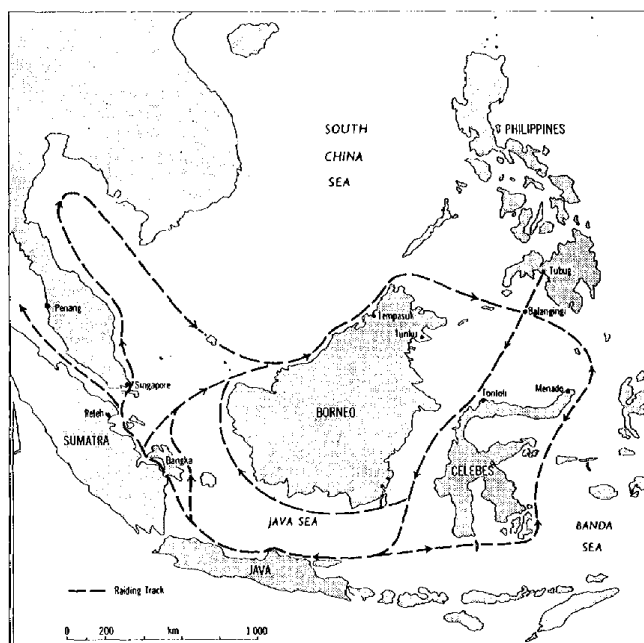 SOUTH
CHINA
SEA
PHILIPPINES
Tubug
Penang
Tempasuk
Tunku
Balangingi
Singapore
Reteh
Tontoli
Menado
SUMATRA
BORNEO
Bangka
CELEBES
JAVA SEA
BANDA
SEA
JAVA
Raiding Track
0 200 km 1 000